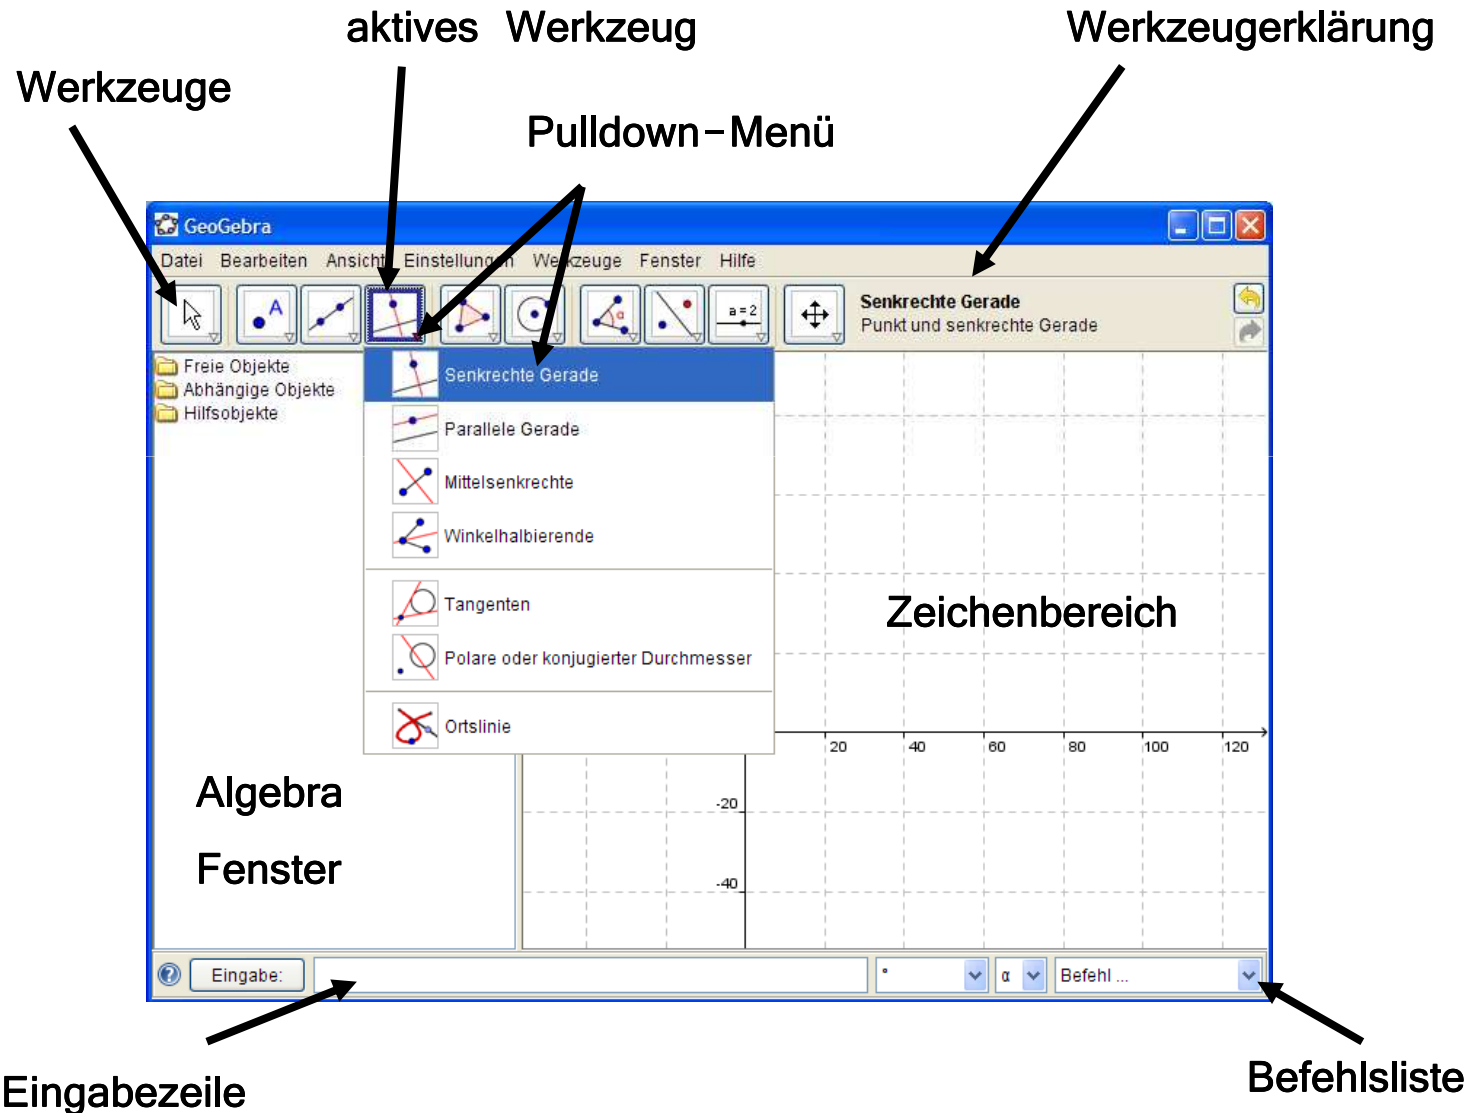 aktives Werkzeug
Werkzeugerklärung
Werkzeuge
Pulldown-Menü
GeoGebra
Datei Bearbeiten Ansicht Einstellungen Werkzeuge Fenster Hilfe
A
α
a = 2
Senkrechte Gerade
Punkt und senkrechte Gerade
Freie Objekte
Abhängige Objekte
Hilfsobjekte
Senkrechte Gerade
Parallele Gerade
Mittelsenkrechte
Winkelhalbierende
Tangenten
Polare oder konjugierter Durchmesser
Ortslinie
Zeichenbereich
20 40 60 80 100 120
-20
-40
Algebra
Fenster
Eingabe:
° α Befehl ...
Eingabezeile
Befehlsliste